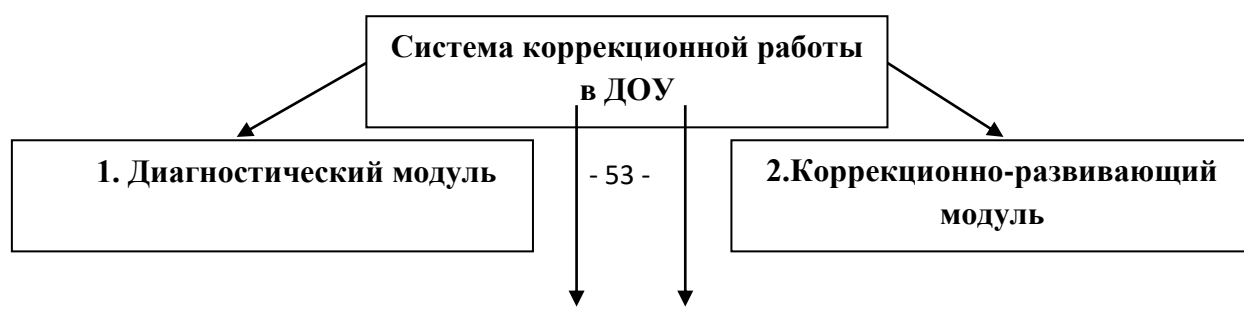 Система коррекционной работы
в ДОУ
1. Диагностический модуль
- 53 -
2.Коррекционно-развивающий
модуль